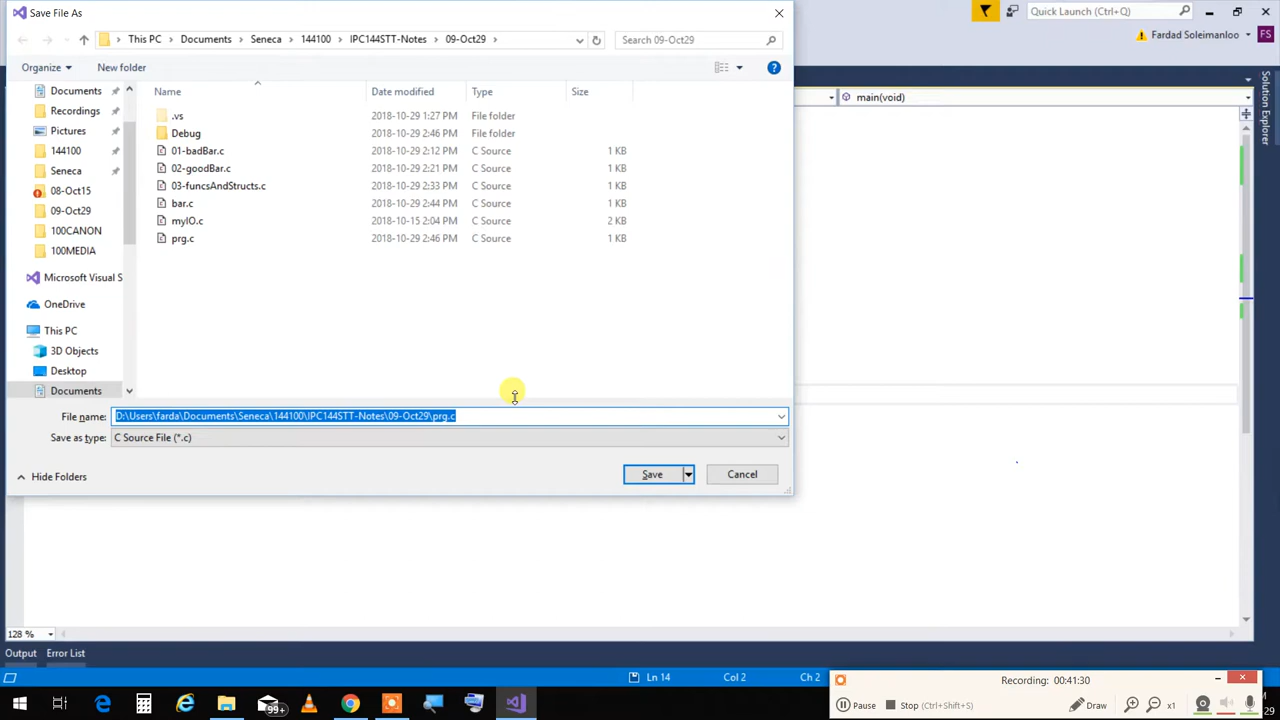 Save File As
Quick Launch (Ctrl+Q)
This PC > Documents > Seneca > 144100 > IPC144STT-Notes > 09-Oct29 >
Search 09-Oct29
Fardad Soleimanloo
FS
Organize
New folder
?
Name
Date modified
Type
Size
main(void)
Solution Explorer
Documents
Recordings
Pictures
144100
Seneca
08-Oct15
09-Oct29
100CANON
100MEDIA
Microsoft Visual S
OneDrive
This PC
3D Objects
Desktop
Documents
.vs 2018-10-29 1:27 PM File folder
Debug 2018-10-29 2:46 PM File folder
01-badBar.c 2018-10-29 2:12 PM C Source 1 KB
02-goodBar.c 2018-10-29 2:21 PM C Source 1 KB
03-funcsAndStructs.c 2018-10-29 2:33 PM C Source 1 KB
bar.c 2018-10-29 2:44 PM C Source 1 KB
myIO.c 2018-10-15 2:04 PM C Source 2 KB
prg.c 2018-10-29 2:46 PM C Source 1 KB
File name: D:\Users\farda\Documents\Seneca\144100\IPC144STT-Notes\09-Oct29\prg.c
Save as type: C Source File (*.c)
Hide Folders
Save
Cancel
128 %
Output Error List
Ln 14
Col 2
Ch 2
Recording: 00:41:30
Pause
Stop (Ctrl+Shift+S)
Draw
x1
99+
M
29